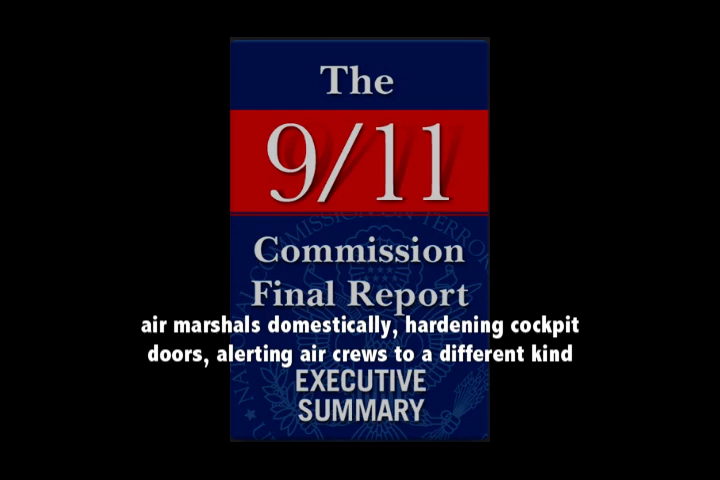 The
9/11
Commission
Final Report
air marshals domestically, hardening cockpit
doors, alerting air crews to a different kind
EXECUTIVE
SUMMARY